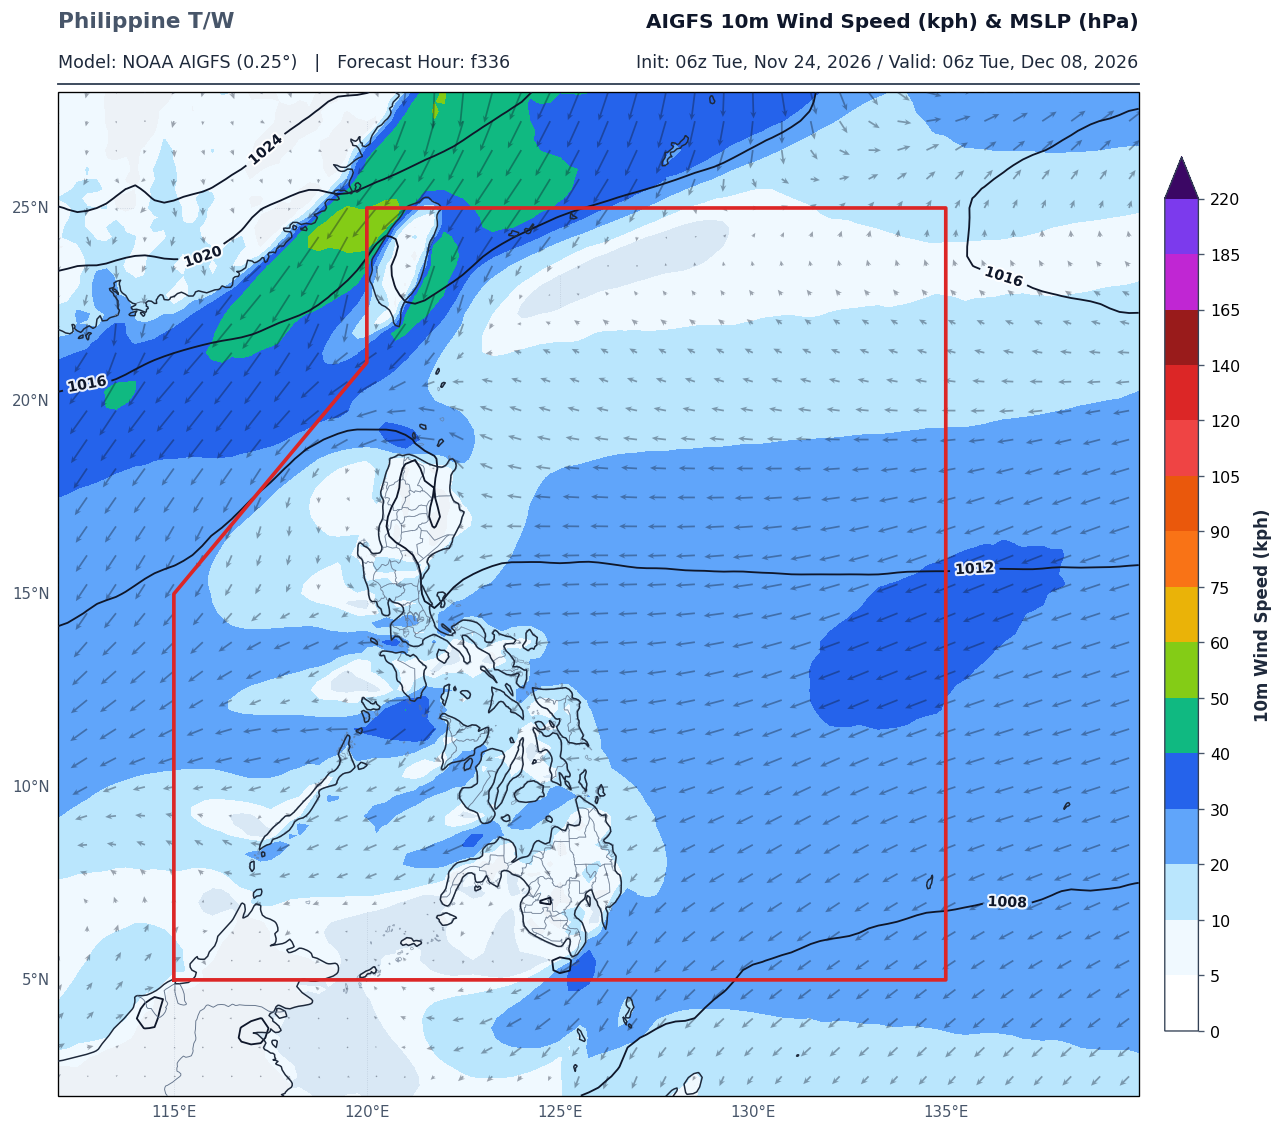 Philippine T/W
AIGFS 10m Wind Speed (kph) & MSLP (hPa)
Model: NOAA AIGFS (0.25°) | Forecast Hour: f336
Init: 06z Tue, Nov 24, 2026 / Valid: 06z Tue, Dec 08, 2026
1024
1020
1016
1016
1012
1008
25°N
20°N
15°N
10°N
5°N
115°E
120°E
125°E
130°E
135°E
220
185
165
140
120
105
90
75
60
50
40
30
20
10
5
0
10m Wind Speed (kph)